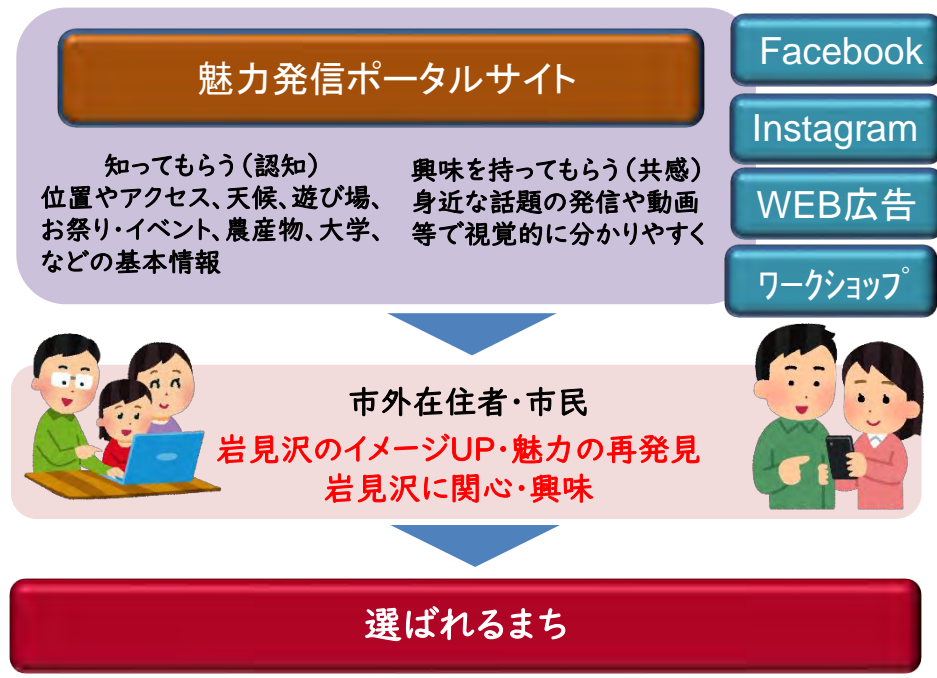 魅力発信ポータルサイト
知ってもらう(認知)
位置やアクセス、天候、遊び場、
お祭り・イベント、農産物、大学、
などの基本情報
興味を持ってもらう(共感)
身近な話題の発信や動画
等で視覚的に分かりやすく
Facebook
Instagram
WEB広告
ワークショップ
市外在住者・市民
岩見沢のイメージUP・魅力の再発見
岩見沢に関心・興味
選ばれるまち